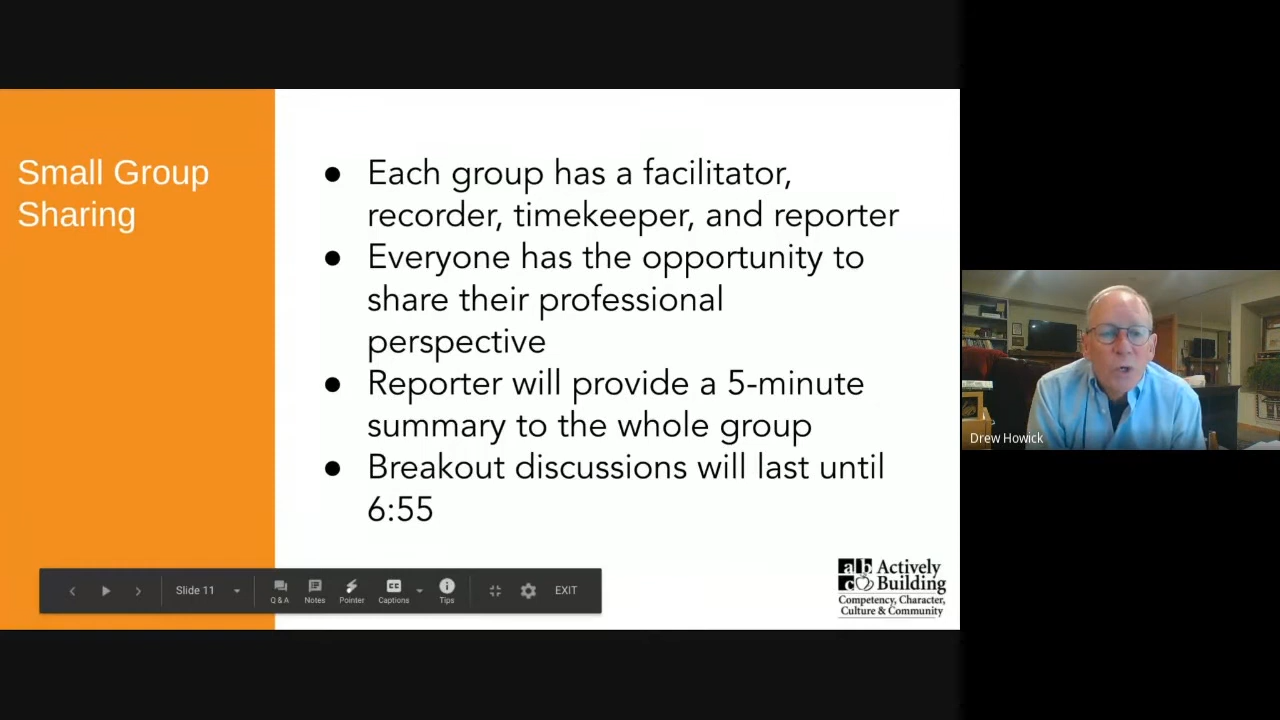 Small Group
Sharing
● Each group has a facilitator,
recorder, timekeeper, and reporter
● Everyone has the opportunity to
share their professional
perspective
● Reporter will provide a 5-minute
summary to the whole group
● Breakout discussions will last until
6:55
Slide 11
Q & A
Notes
Pointer
CC
Captions
Tips
EXIT
a b c
Actively
Building
Competency, Character,
Culture & Community
Drew Howick